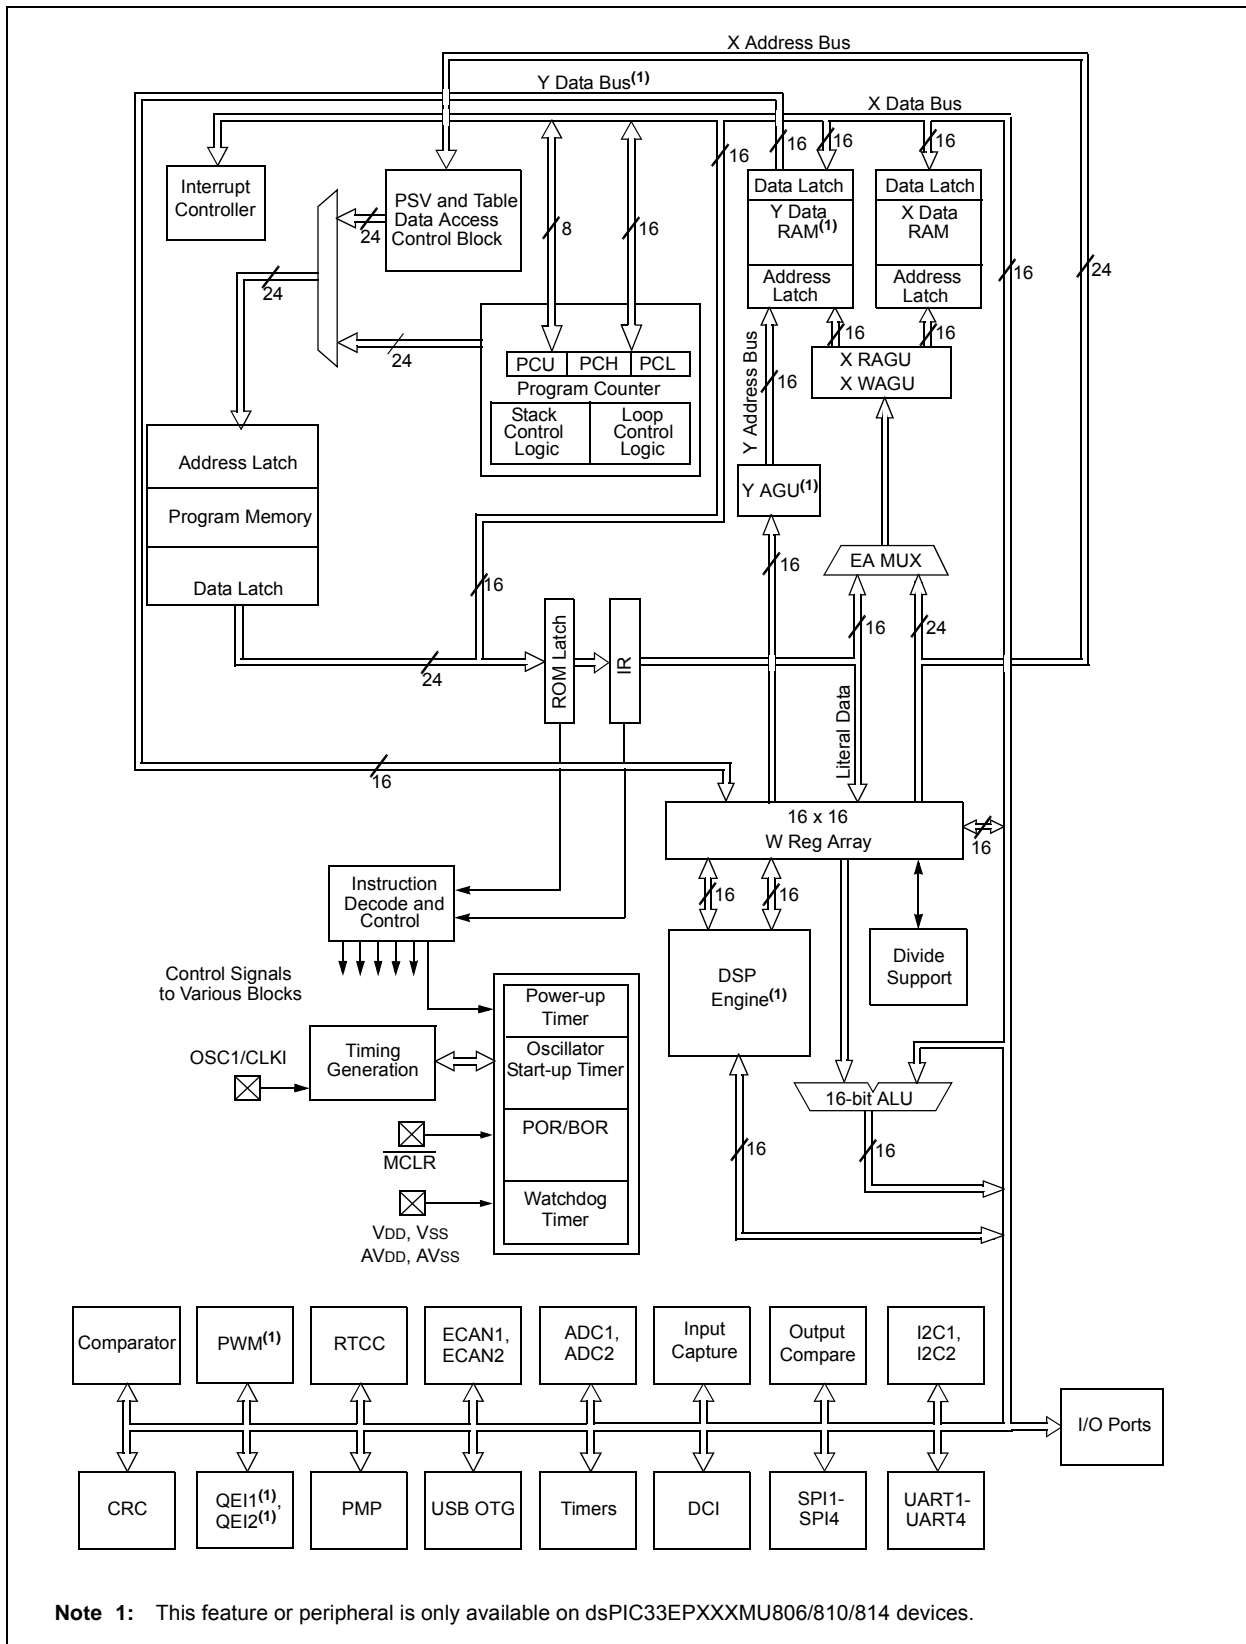 X Address Bus
Y Data Bus(1)
X Data Bus
16
16
16
16
Interrupt
Controller
PSV and Table
Data Access
Control Block
24
8
16
Data Latch
Y Data
RAM(1)
Address
Latch
Data Latch
X Data
RAM
Address
Latch
16
24
24
24
16
16
PCU
PCH
PCL
Program Counter
Stack
Control
Logic
Loop
Control
Logic
X RAGU
X WAGU
Y Address Bus
16
Address Latch
Program Memory
Data Latch
Y AGU(1)
EA MUX
16
16
ROM Latch
IR
16
24
24
Literal Data
16
16 x 16
W Reg Array
16
Instruction
Decode and
Control
16
16
Control Signals
to Various Blocks
DSP
Engine(1)
Divide
Support
Power-up
Timer
OSC1/CLKI
Timing
Generation
Oscillator
Start-up Timer
16-bit ALU
POR/BOR
MCLR
16
16
Watchdog
Timer
VDD, VSS
AVDD, AVSS
Comparator
PWM(1)
RTCC
ECAN1,
ECAN2
ADC1,
ADC2
Input
Capture
Output
Compare
I2C1,
I2C2
I/O Ports
CRC
QEI1(1),
QEI2(1)
PMP
USB OTG
Timers
DCI
SPI1-
SPI4
UART1-
UART4
Note 1: This feature or peripheral is only available on dsPIC33EPXXXMU806/810/814 devices.